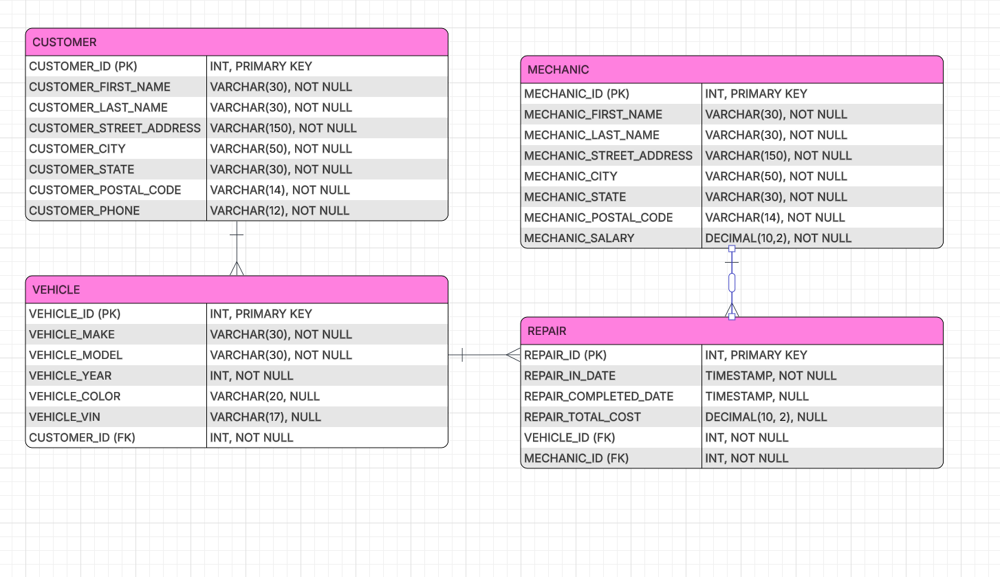 CUSTOMER
CUSTOMER_ID (PK) INT, PRIMARY KEY
CUSTOMER_FIRST_NAME VARCHAR(30), NOT NULL
CUSTOMER_LAST_NAME VARCHAR(30), NOT NULL
CUSTOMER_STREET_ADDRESS VARCHAR(150), NOT NULL
CUSTOMER_CITY VARCHAR(50), NOT NULL
CUSTOMER_STATE VARCHAR(30), NOT NULL
CUSTOMER_POSTAL_CODE VARCHAR(14), NOT NULL
CUSTOMER_PHONE VARCHAR(12), NOT NULL
VEHICLE
VEHICLE_ID (PK) INT, PRIMARY KEY
VEHICLE_MAKE VARCHAR(30), NOT NULL
VEHICLE_MODEL VARCHAR(30), NOT NULL
VEHICLE_YEAR INT, NOT NULL
VEHICLE_COLOR VARCHAR(20, NULL
VEHICLE_VIN VARCHAR(17), NULL
CUSTOMER_ID (FK) INT, NOT NULL
MECHANIC
MECHANIC_ID (PK) INT, PRIMARY KEY
MECHANIC_FIRST_NAME VARCHAR(30), NOT NULL
MECHANIC_LAST_NAME VARCHAR(30), NOT NULL
MECHANIC_STREET_ADDRESS VARCHAR(150), NOT NULL
MECHANIC_CITY VARCHAR(50), NOT NULL
MECHANIC_STATE VARCHAR(30), NOT NULL
MECHANIC_POSTAL_CODE VARCHAR(14), NOT NULL
MECHANIC_SALARY DECIMAL(10,2), NOT NULL
REPAIR
REPAIR_ID (PK) INT, PRIMARY KEY
REPAIR_IN_DATE TIMESTAMP, NOT NULL
REPAIR_COMPLETED_DATE TIMESTAMP, NULL
REPAIR_TOTAL_COST DECIMAL(10, 2), NULL
VEHICLE_ID (FK) INT, NOT NULL
MECHANIC_ID (FK) INT, NOT NULL